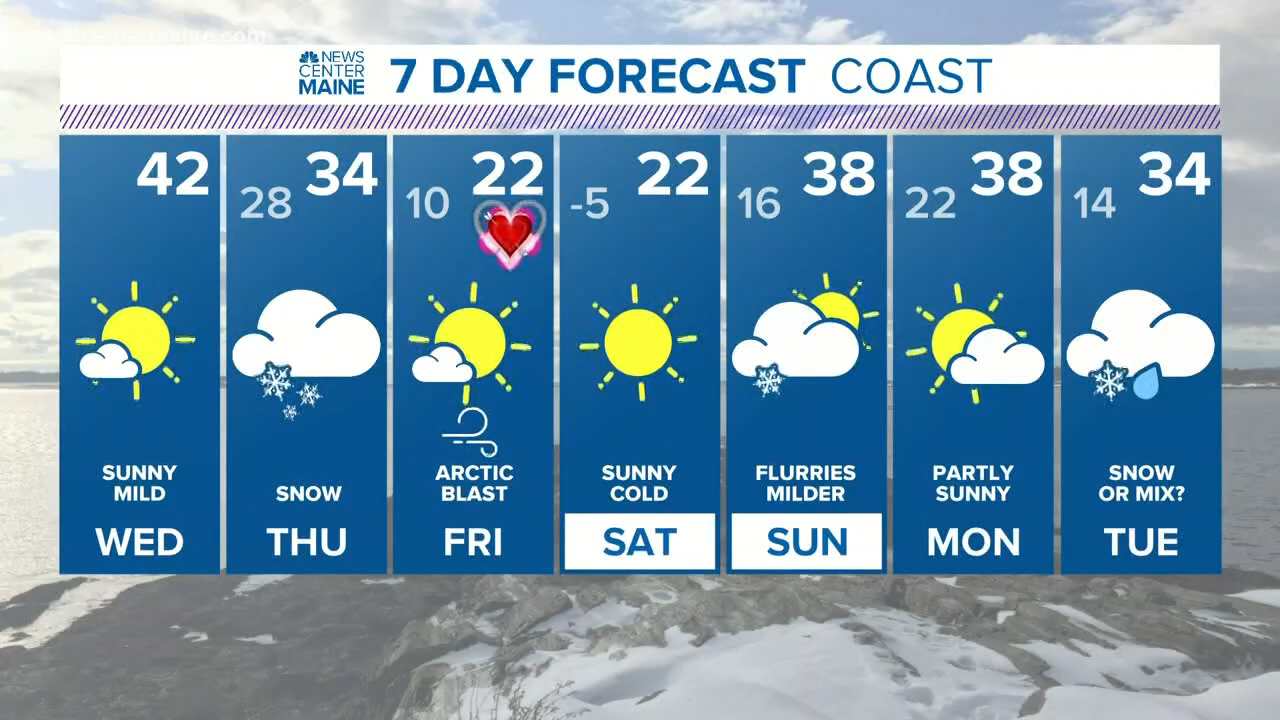 NEWS
CENTER
MAINE
7 DAY FORECAST COAST
42
28 34
10 22
-5 22
16 38
22 38
14 34
SUNNY
MILD
SNOW
ARCTIC
BLAST
SUNNY
COLD
FLURRIES
MILDER
PARTLY
SUNNY
SNOW
OR MIX?
WED
THU
FRI
SAT
SUN
MON
TUE